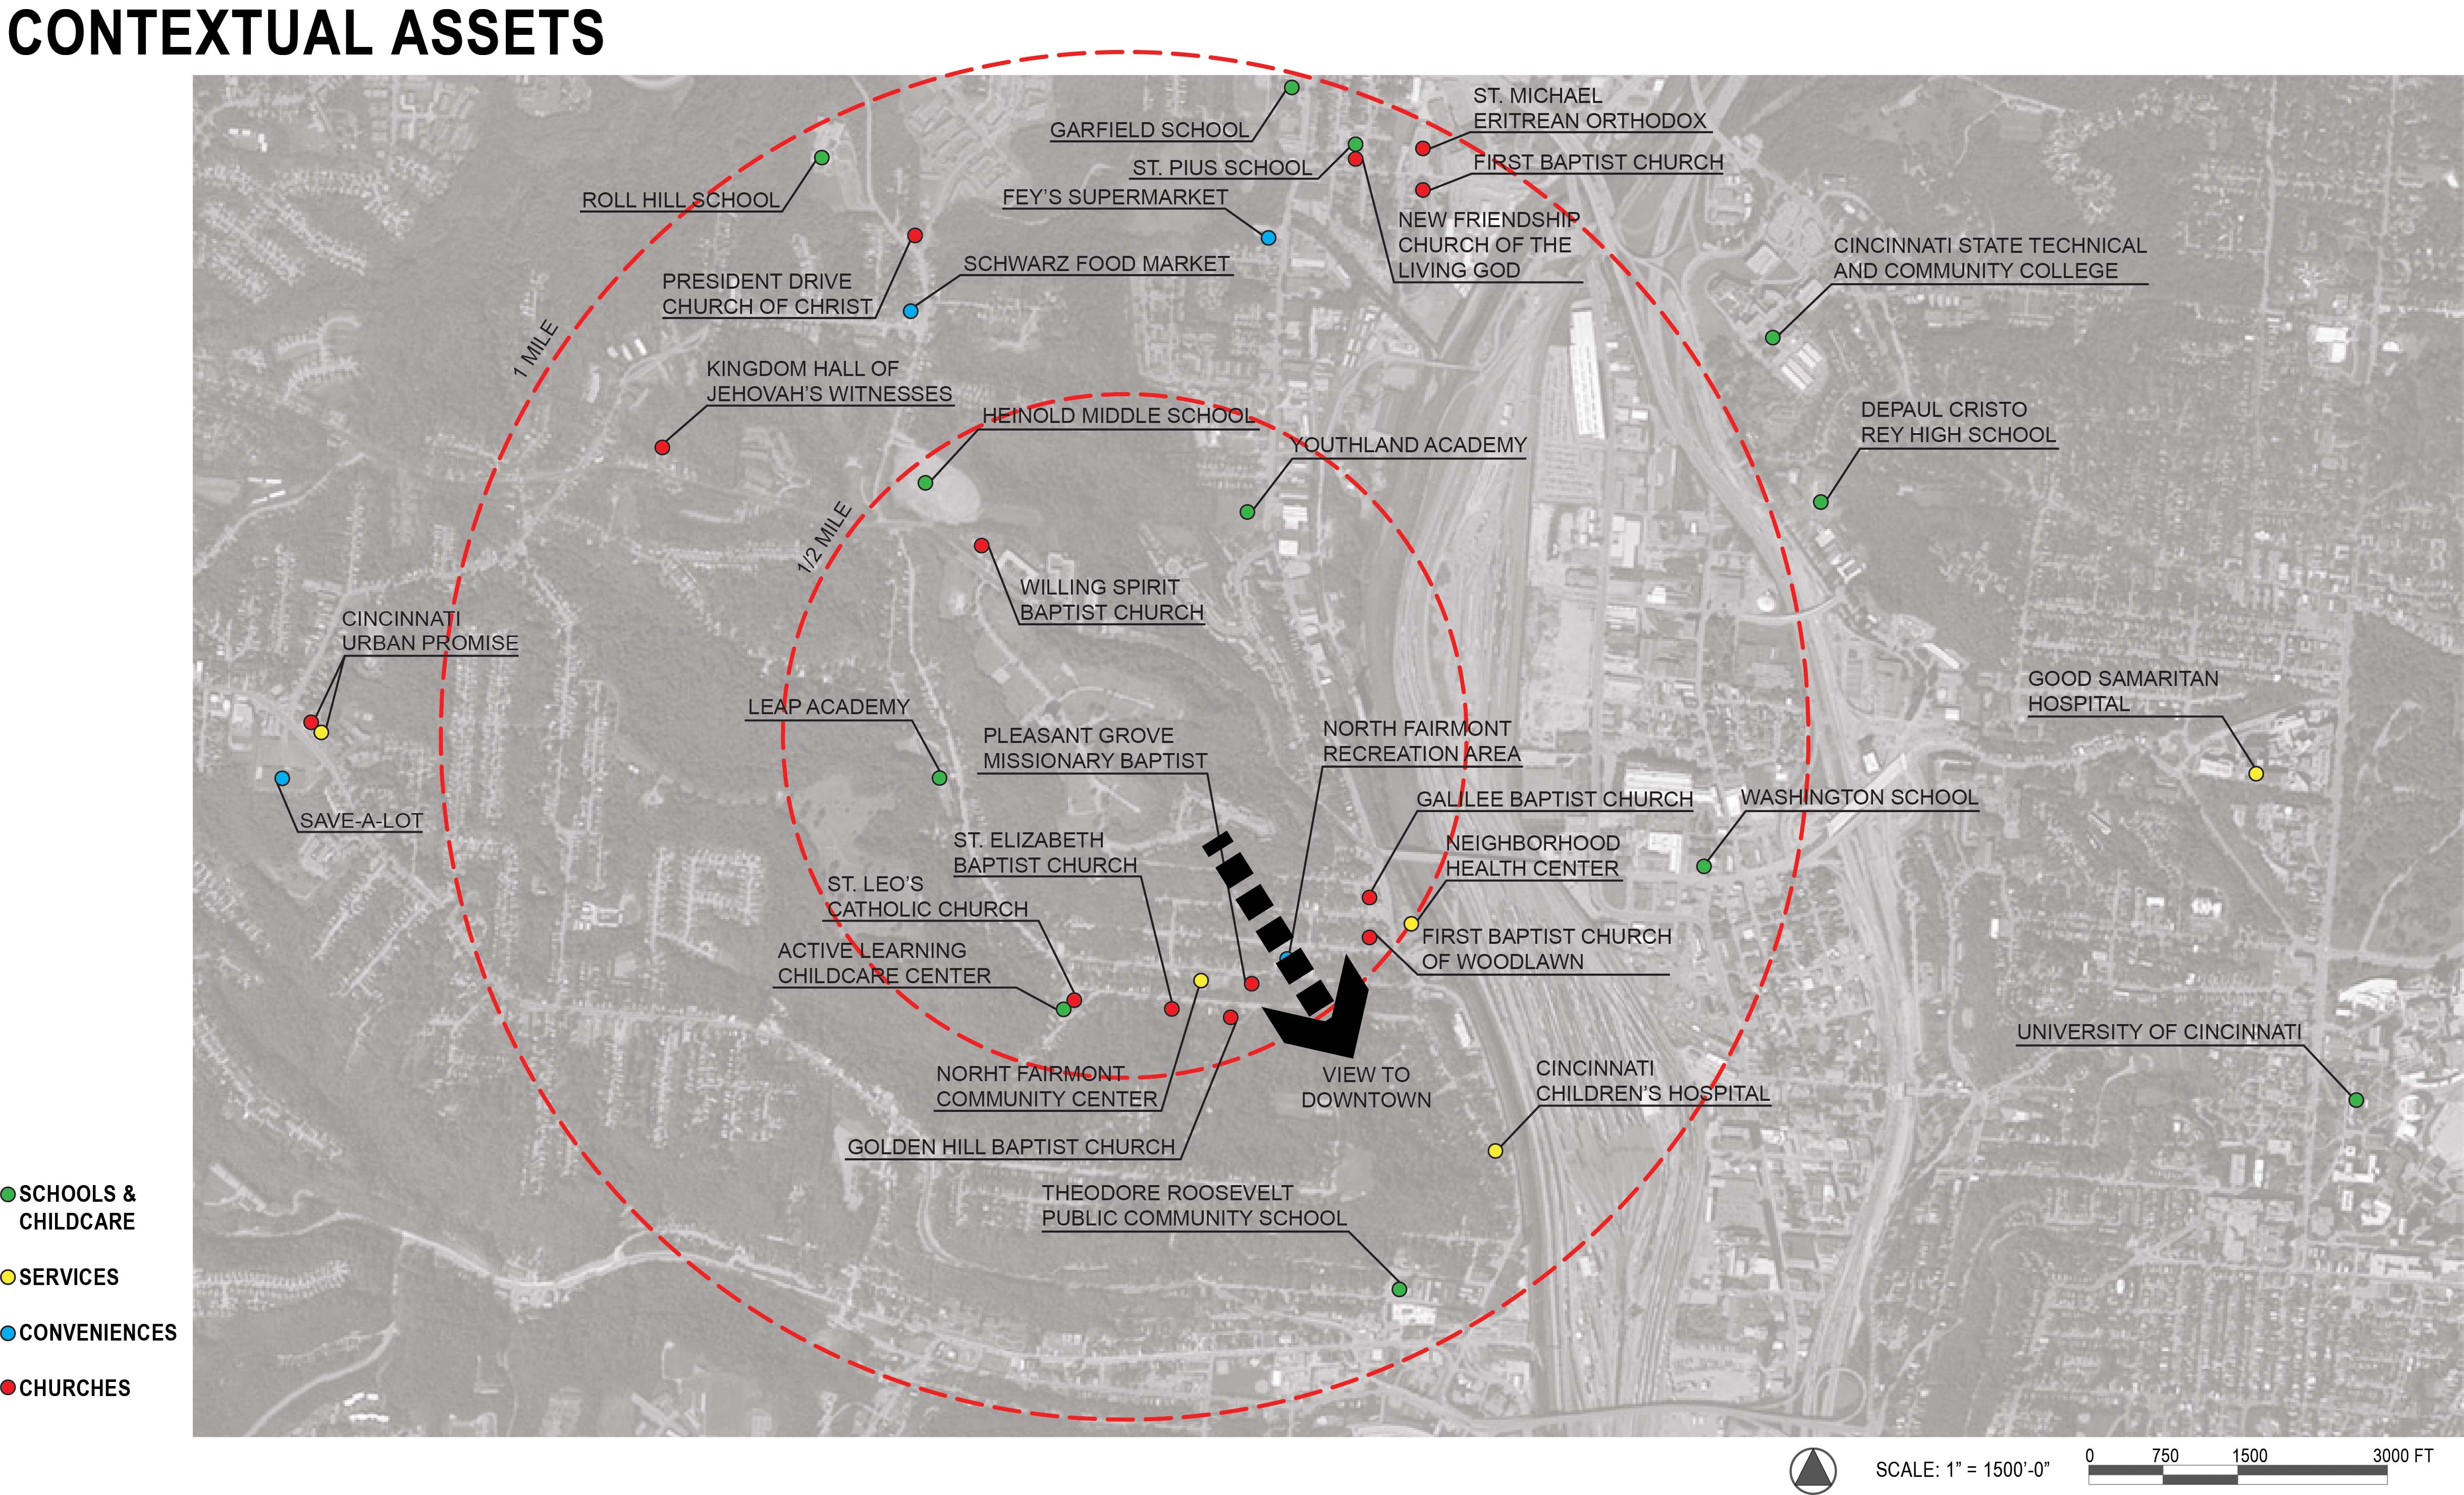 CONTEXTUAL ASSETS
ST. MICHAEL
ERITREAN ORTHODOX
GARFIELD SCHOOL
FIRST BAPTIST CHURCH
ST. PIUS SCHOOL
ROLL HILL SCHOOL
FEY'S SUPERMARKET
NEW FRIENDSHIP
CHURCH OF THE
LIVING GOD
CINCINNATI STATE TECHNICAL
AND COMMUNITY COLLEGE
SCHWARZ FOOD MARKET
PRESIDENT DRIVE
CHURCH OF CHRIST
1 MILE
KINGDOM HALL OF
JEHOVAH'S WITNESSES
HEINOLD MIDDLE SCHOOL
DEPAUL CRISTO
REY HIGH SCHOOL
YOUTHLAND ACADEMY
1/2 MILE
WILLING SPIRIT
BAPTIST CHURCH
CINCINNATI
URBAN PROMISE
GOOD SAMARITAN
HOSPITAL
LEAP ACADEMY
PLEASANT GROVE
MISSIONARY BAPTIST
NORTH FAIRMONT
RECREATION AREA
GALILEE BAPTIST CHURCH
WASHINGTON SCHOOL
SAVE-A-LOT
ST. ELIZABETH
BAPTIST CHURCH
NEIGHBORHOOD
HEALTH CENTER
ST. LEO'S
CATHOLIC CHURCH
FIRST BAPTIST CHURCH
OF WOODLAWN
ACTIVE LEARNING
CHILDCARE CENTER
UNIVERSITY OF CINCINNATI
NORHT FAIRMONT
COMMUNITY CENTER
VIEW TO
DOWNTOWN
CINCINNATI
CHILDREN'S HOSPITAL
GOLDEN HILL BAPTIST CHURCH
THEODORE ROOSEVELT
PUBLIC COMMUNITY SCHOOL
SCHOOLS &
CHILDCARE
SERVICES
CONVENIENCES
CHURCHES
SCALE: 1" = 1500'-0"
0 750 1500 3000 FT